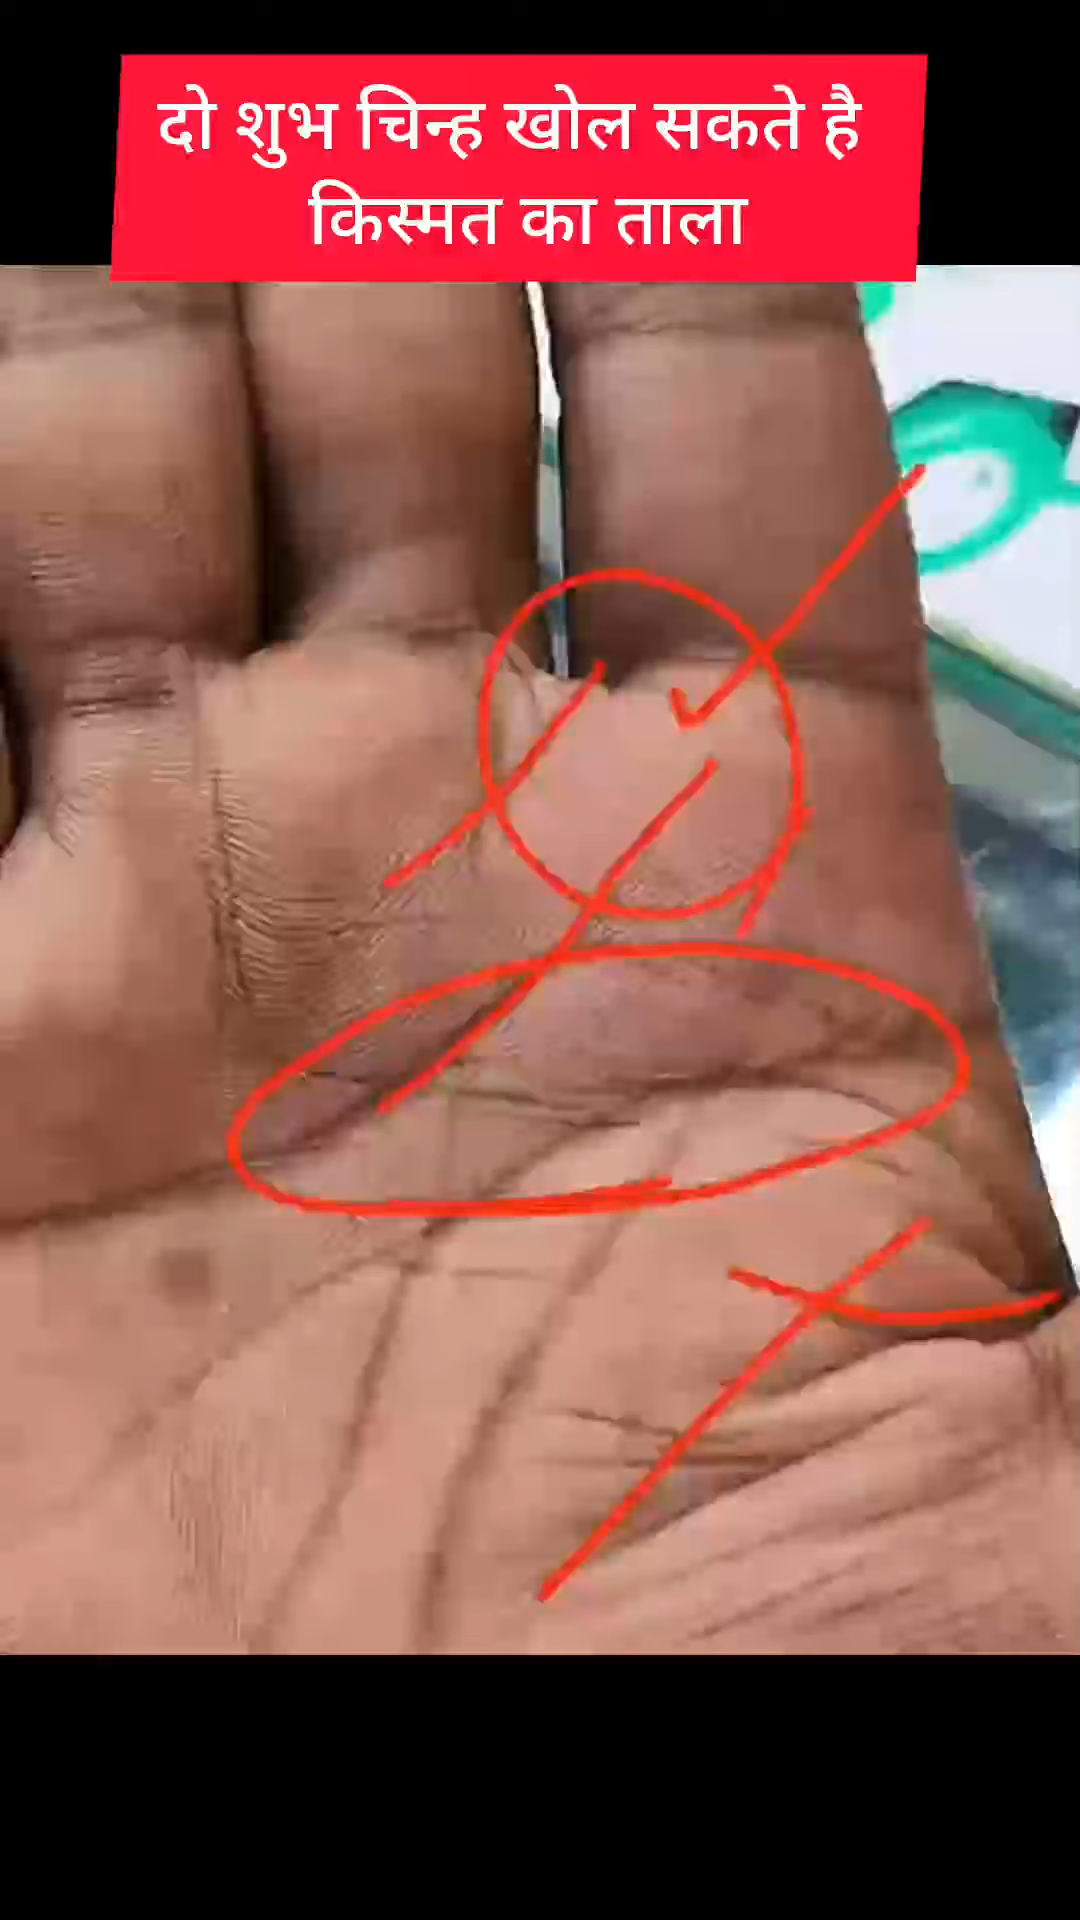 दो शुभ चिन्ह खोल सकते है
किस्मत का ताला